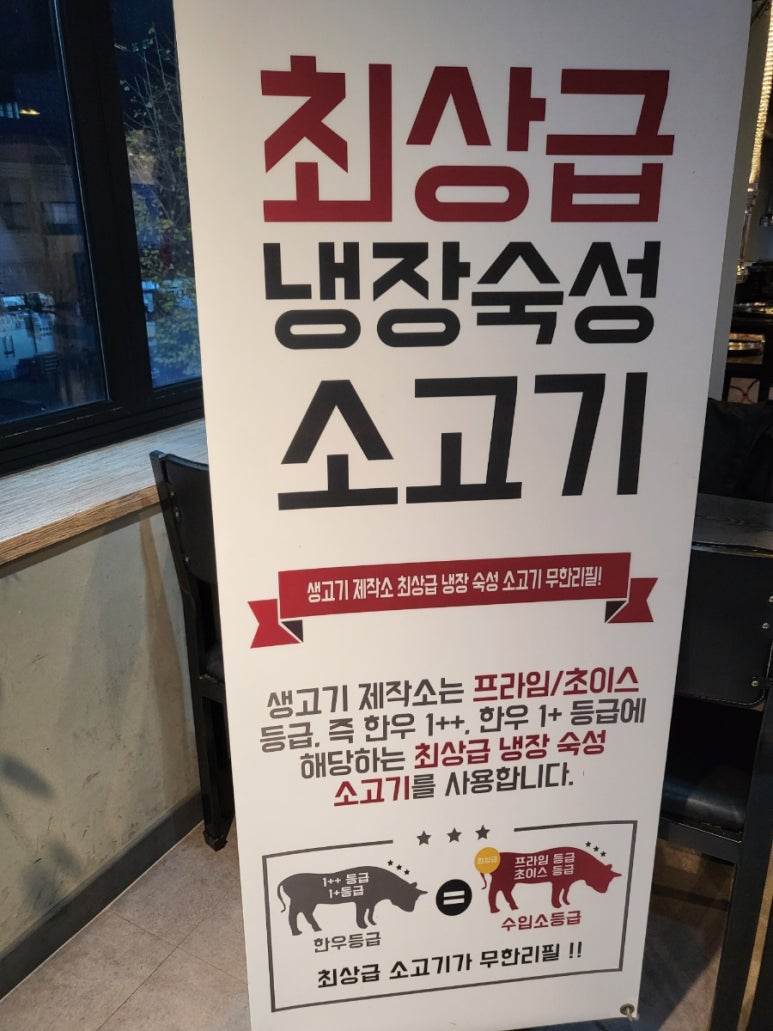 최상급
냉장숙성
소고기
생고기 제작소 최상급 냉장 숙성 소고기 무한리필!
생고기 제작소는 프라임/초이스
등급, 즉 한우 1++, 한우 1+ 등급에
해당하는 최상급 냉장 숙성
소고기를 사용합니다.
1++ 등급
1+등급
한우등급
=
최상급
프라임 등급
초이스 등급
수입소등급
최상급 소고기가 무한리필 !!